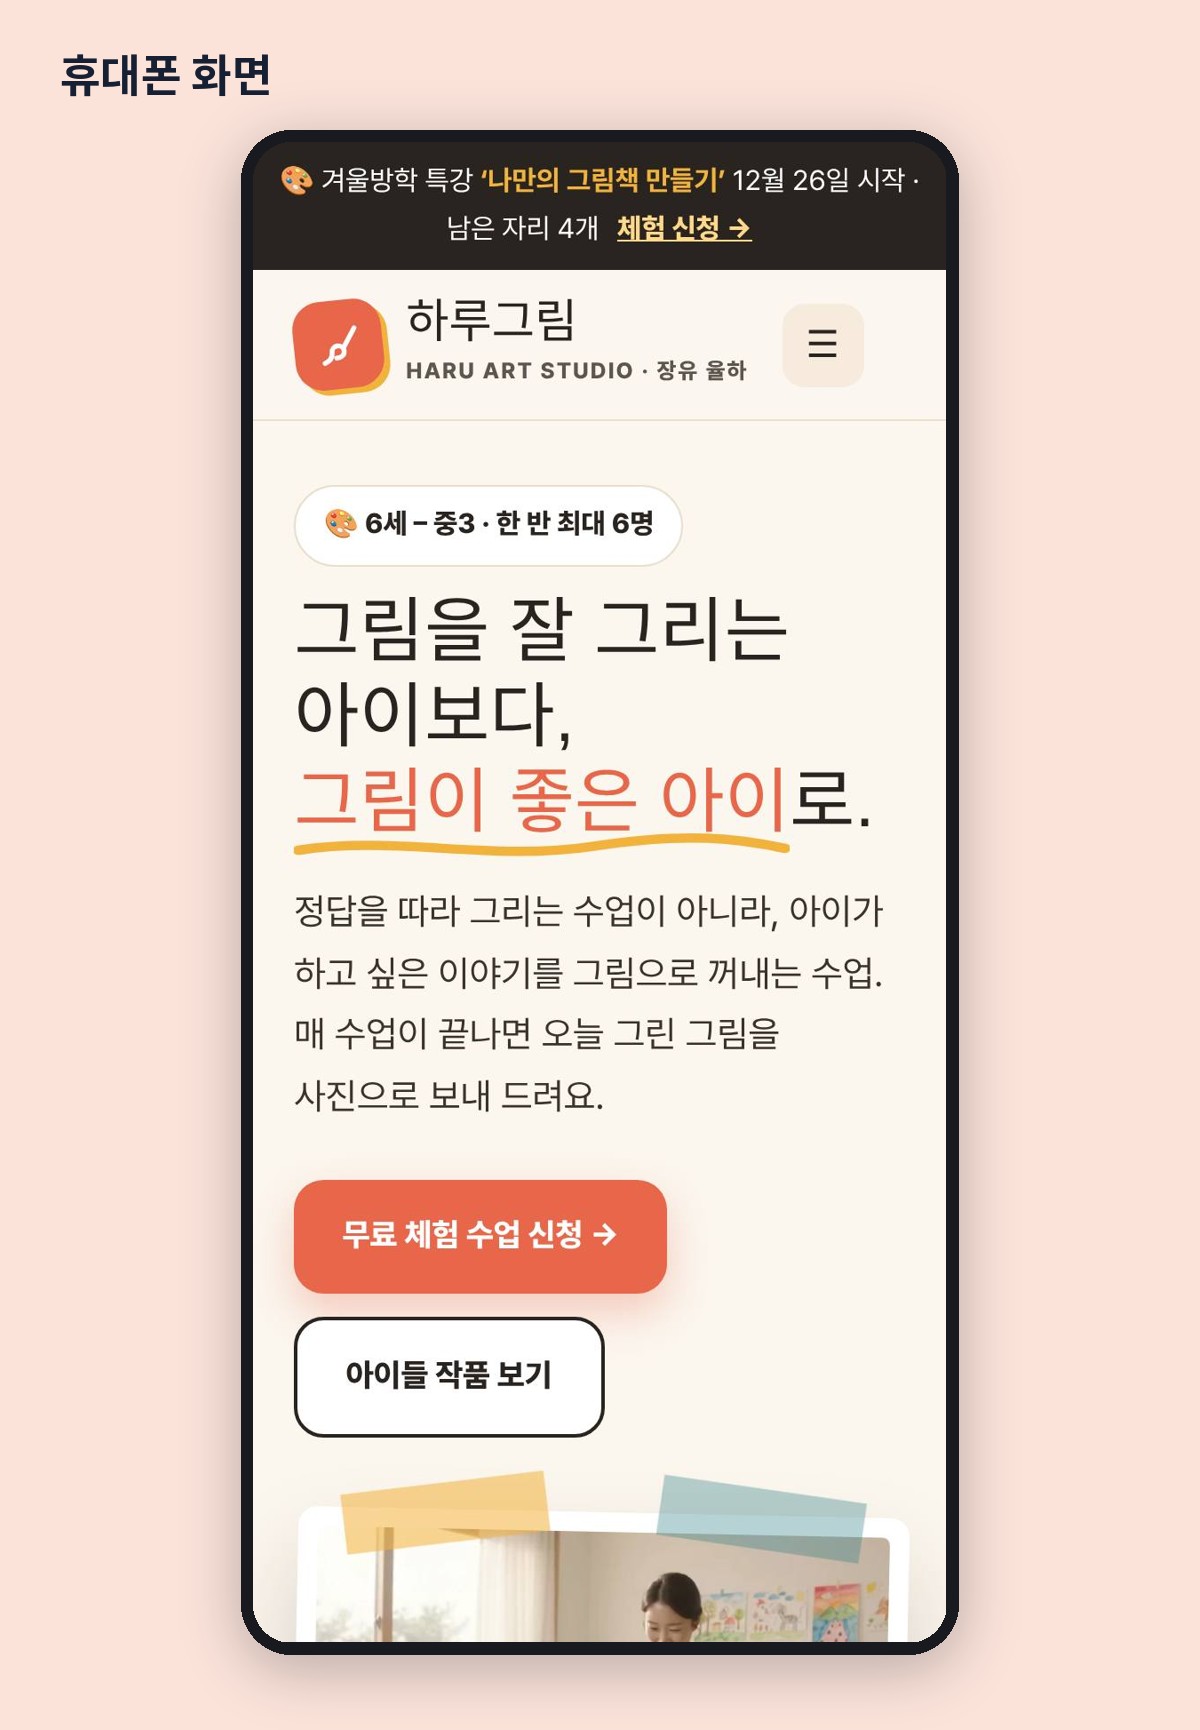 휴대폰 화면
🎨 겨울방학 특강 ‘나만의 그림책 만들기’ 12월 26일 시작 ·
남은 자리 4개 체험 신청 →
하루그림
HARU ART STUDIO · 장유 율하
🎨 6세 – 중3 · 한 반 최대 6명
그림을 잘 그리는
아이보다,
그림이 좋은 아이로.
정답을 따라 그리는 수업이 아니라, 아이가
하고 싶은 이야기를 그림으로 꺼내는 수업.
매 수업이 끝나면 오늘 그린 그림을
사진으로 보내 드려요.
무료 체험 수업 신청 →
아이들 작품 보기